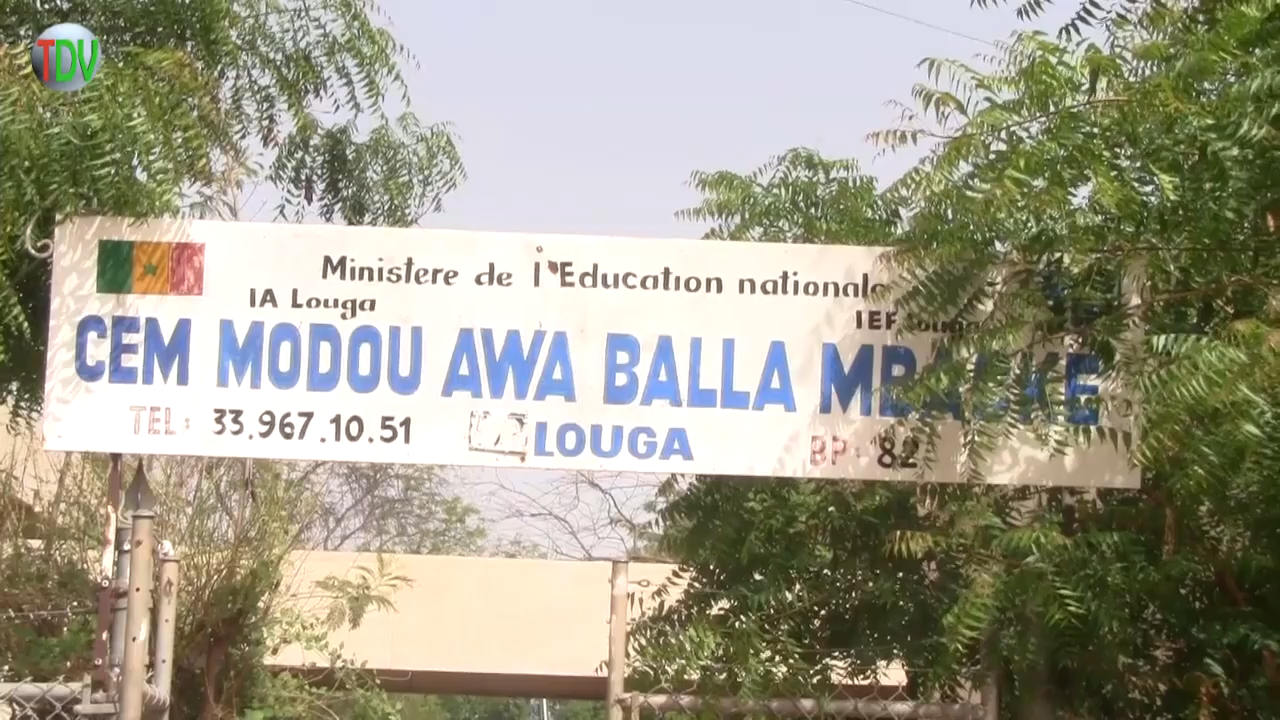 TDV
Ministere de l'Education nationale
IA Louga
IEF Louga
CEM MODOU AWA BALLA MBACKE
TEL: 33.967.10.51
LOUGA
BP: 82